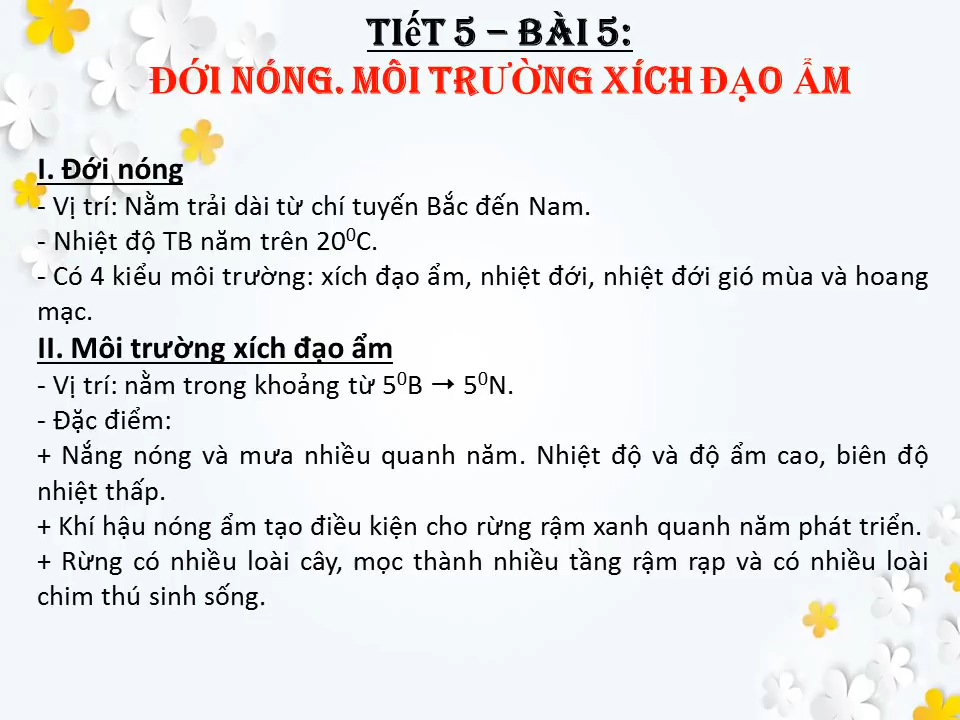 TIếT 5 – BÀI 5:
ĐỚI NÓNG. MÔI TRƯỜNG XÍCH ĐẠO ẨM
I. Đới nóng
- Vị trí: Nằm trải dài từ chí tuyến Bắc đến Nam.
- Nhiệt độ TB năm trên 20⁰C.
- Có 4 kiểu môi trường: xích đạo ẩm, nhiệt đới, nhiệt đới gió mùa và hoang
mạc.
II. Môi trường xích đạo ẩm
- Vị trí: nằm trong khoảng từ 5⁰B → 5⁰N.
- Đặc điểm:
+ Nắng nóng và mưa nhiều quanh năm. Nhiệt độ và độ ẩm cao, biên độ
nhiệt thấp.
+ Khí hậu nóng ẩm tạo điều kiện cho rừng rậm xanh quanh năm phát triển.
+ Rừng có nhiều loài cây, mọc thành nhiều tầng rậm rạp và có nhiều loài
chim thú sinh sống.